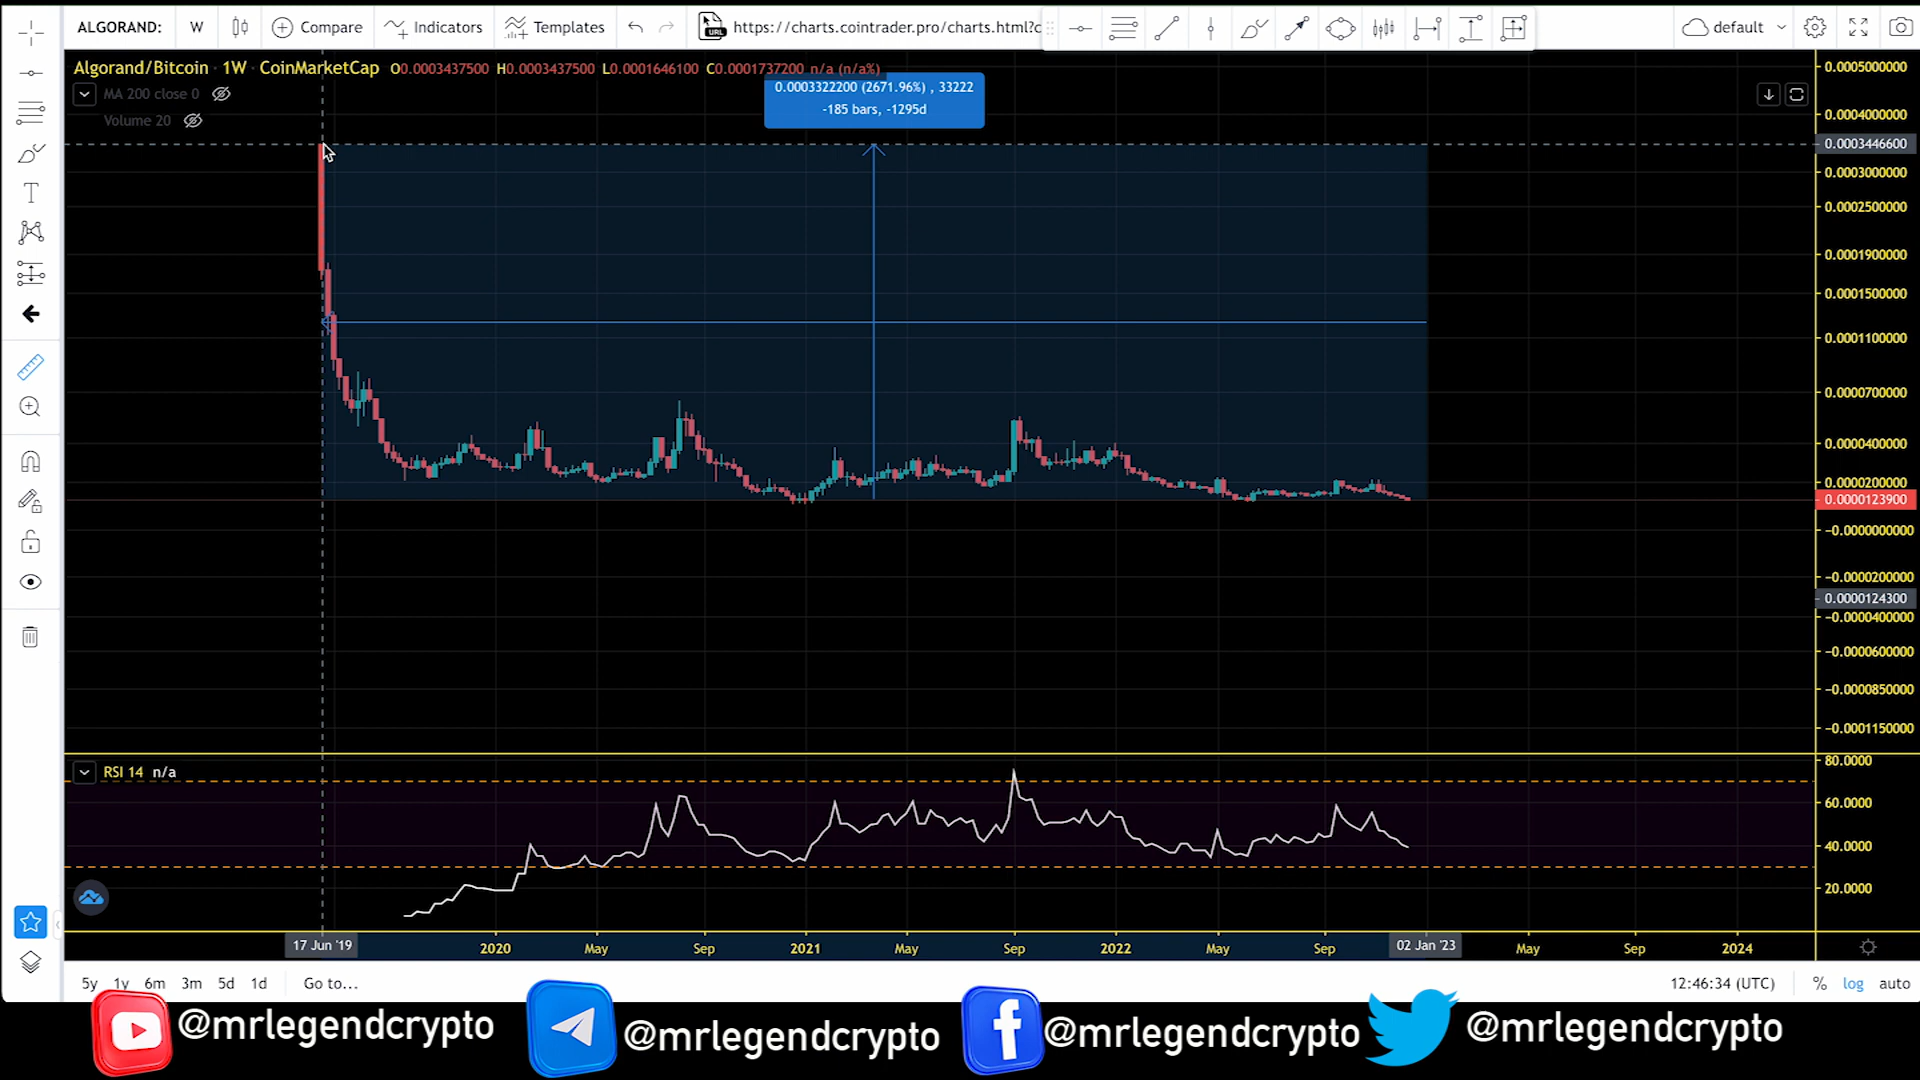 ALGORAND: W Compare Indicators Templates https://charts.cointrader.pro/charts.html?c default
Algorand/Bitcoin · 1W · CoinMarketCap O0.0003437500 H0.0003437500 L0.0001646100 C0.0001737200 n/a (n/a%)
MA 200 close 0
Volume 20
0.0003322200 (2671.96%) , 33222
-185 bars, -1295d
0.0005000000
0.0004000000
0.0003446600
0.0003000000
0.0002500000
0.0001900000
0.0001500000
0.0001100000
0.0000700000
0.0000400000
0.0000200000
0.0000123900
-0.0000000000
-0.0000200000
0.0000124300
-0.0000400000
-0.0000600000
-0.0000850000
-0.0001150000
RSI 14 n/a
80.0000
60.0000
40.0000
20.0000
17 Jun '19 2020 May Sep 2021 May Sep 2022 May Sep 02 Jan '23 May Sep 2024
5y 1y 6m 3m 5d 1d Go to... 12:46:34 (UTC) % log auto
@mrlegendcrypto @mrlegendcrypto @mrlegendcrypto @mrlegendcrypto